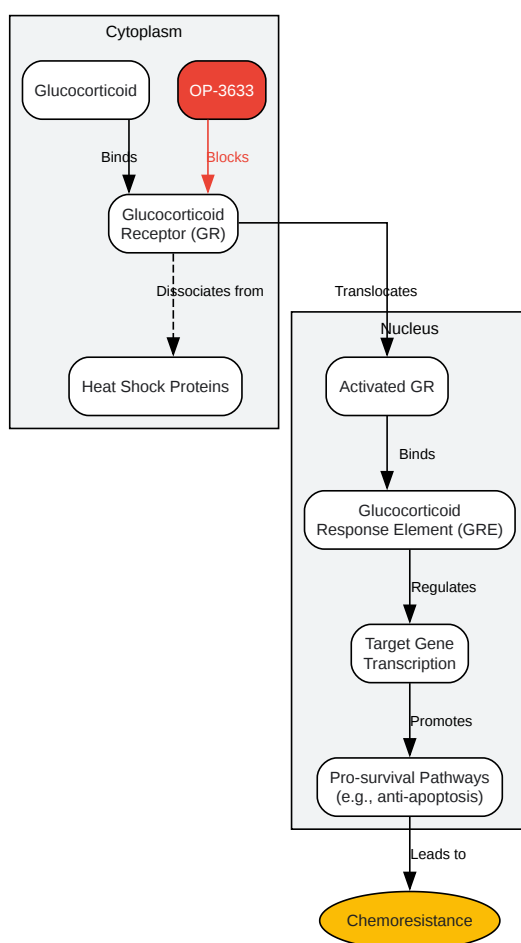 Cytoplasm
Glucocorticoid
OP-3633
Binds
Blocks
Glucocorticoid
Receptor (GR)
Dissociates from
Translocates
Nucleus
Heat Shock Proteins
Activated GR
Binds
Glucocorticoid
Response Element (GRE)
Regulates
Target Gene
Transcription
Promotes
Pro-survival Pathways
(e.g., anti-apoptosis)
Leads to
Chemoresistance